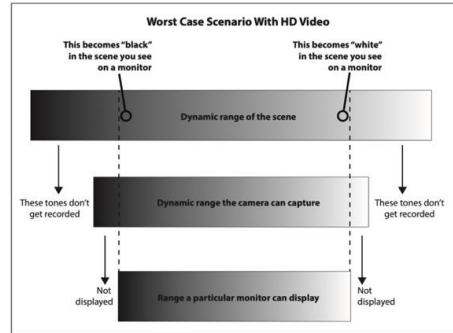 Worst Case Scenario With HD Video
This becomes “black”
in the scene you see
on a monitor
This becomes “white”
in the scene you see
on a monitor
Dynamic range of the scene
These tones don’t
get recorded
These tones don’t
get recorded
Dynamic range the camera can capture
Not
displayed
Not
displayed
Range a particular monitor can display